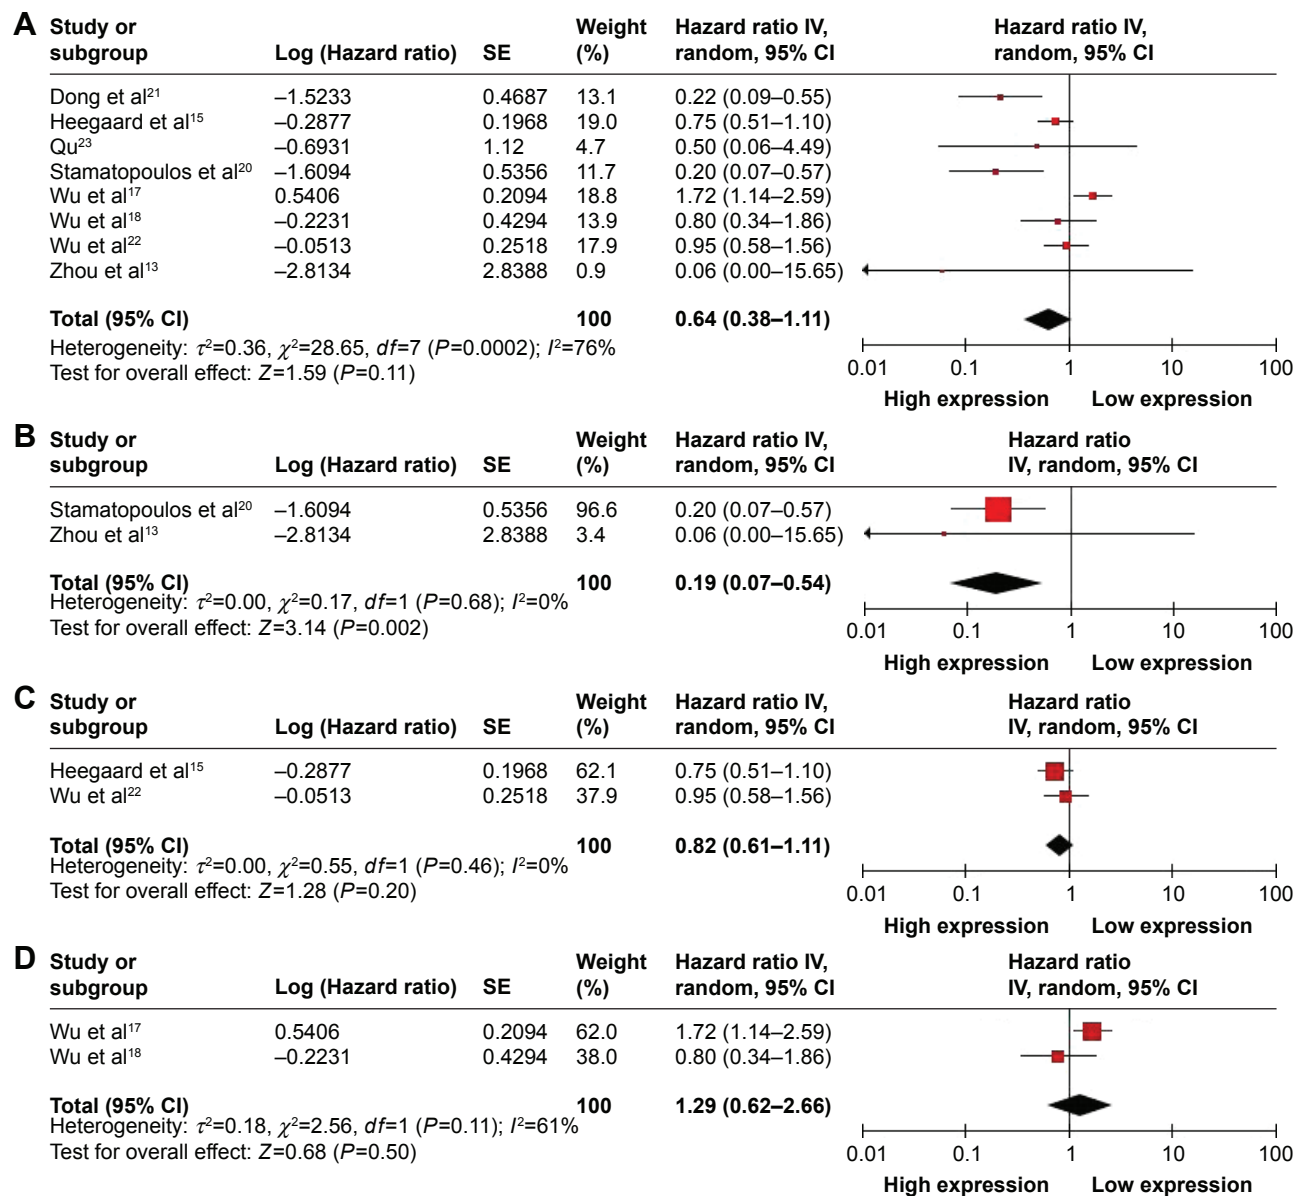 A Study or subgroup Log (Hazard ratio) SE Weight (%) Hazard ratio IV, random, 95% CI Hazard ratio IV, random, 95% CI
Dong et al21 –1.5233 0.4687 13.1 0.22 (0.09–0.55)
Heegaard et al15 –0.2877 0.1968 19.0 0.75 (0.51–1.10)
Qu23 –0.6931 1.12 4.7 0.50 (0.06–4.49)
Stamatopoulos et al20 –1.6094 0.5356 11.7 0.20 (0.07–0.57)
Wu et al17 0.5406 0.2094 18.8 1.72 (1.14–2.59)
Wu et al18 –0.2231 0.4294 13.9 0.80 (0.34–1.86)
Wu et al22 –0.0513 0.2518 17.9 0.95 (0.58–1.56)
Zhou et al13 –2.8134 2.8388 0.9 0.06 (0.00–15.65)
Total (95% CI) 100 0.64 (0.38–1.11)
Heterogeneity: τ2=0.36, χ2=28.65, df=7 (P=0.0002); I2=76%
Test for overall effect: Z=1.59 (P=0.11)
0.01 0.1 1 10 100
High expression Low expression
B Study or subgroup Log (Hazard ratio) SE Weight (%) Hazard ratio IV, random, 95% CI Hazard ratio IV, random, 95% CI
Stamatopoulos et al20 –1.6094 0.5356 96.6 0.20 (0.07–0.57)
Zhou et al13 –2.8134 2.8388 3.4 0.06 (0.00–15.65)
Total (95% CI) 100 0.19 (0.07–0.54)
Heterogeneity: τ2=0.00, χ2=0.17, df=1 (P=0.68); I2=0%
Test for overall effect: Z=3.14 (P=0.002)
0.01 0.1 1 10 100
High expression Low expression
C Study or subgroup Log (Hazard ratio) SE Weight (%) Hazard ratio IV, random, 95% CI Hazard ratio IV, random, 95% CI
Heegaard et al15 –0.2877 0.1968 62.1 0.75 (0.51–1.10)
Wu et al22 –0.0513 0.2518 37.9 0.95 (0.58–1.56)
Total (95% CI) 100 0.82 (0.61–1.11)
Heterogeneity: τ2=0.00, χ2=0.55, df=1 (P=0.46); I2=0%
Test for overall effect: Z=1.28 (P=0.20)
0.01 0.1 1 10 100
High expression Low expression
D Study or subgroup Log (Hazard ratio) SE Weight (%) Hazard ratio IV, random, 95% CI Hazard ratio IV, random, 95% CI
Wu et al17 0.5406 0.2094 62.0 1.72 (1.14–2.59)
Wu et al18 –0.2231 0.4294 38.0 0.80 (0.34–1.86)
Total (95% CI) 100 1.29 (0.62–2.66)
Heterogeneity: τ2=0.18, χ2=2.56, df=1 (P=0.11); I2=61%
Test for overall effect: Z=0.68 (P=0.50)
0.01 0.1 1 10 100
High expression Low expression